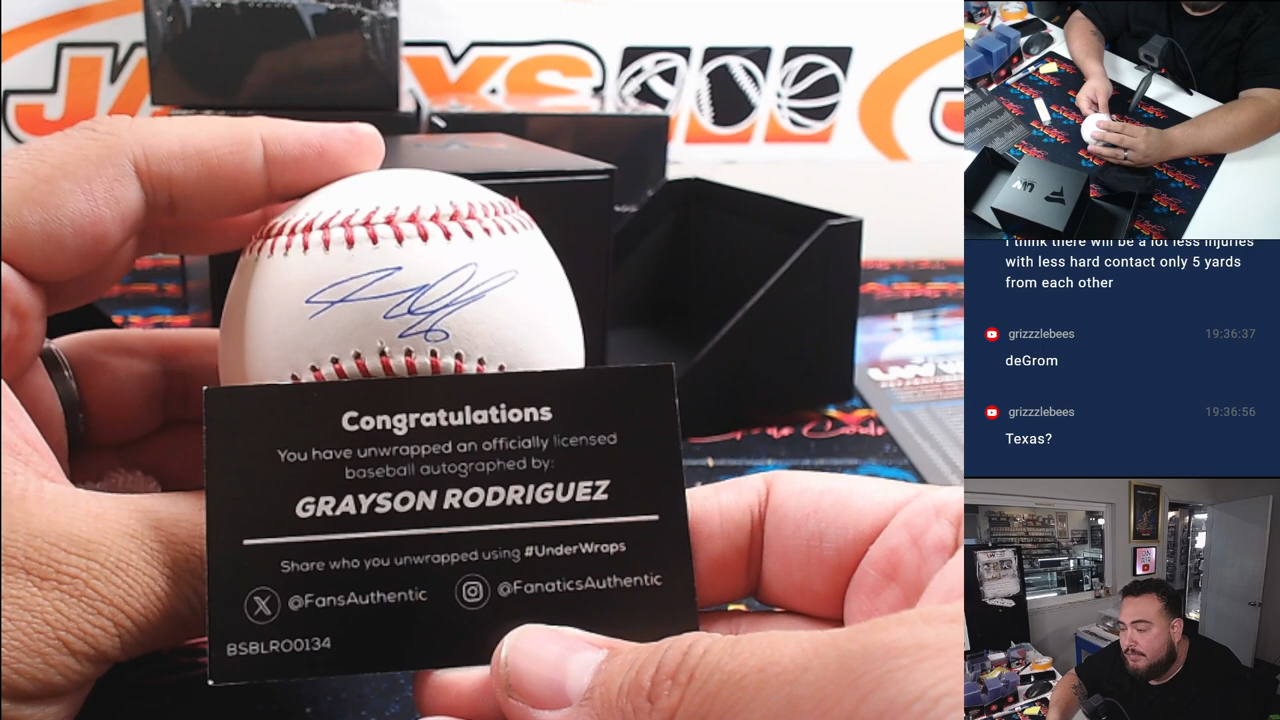 Congratulations
You have unwrapped an officially licensed
baseball autographed by:
GRAYSON RODRIGUEZ
Share who you unwrapped using #UnderWraps
@FansAuthentic @FanaticsAuthentic
BSBLRO0134
I think there will be a lot less injuries
with less hard contact only 5 yards
from each other
grizzzlebees 19:36:37
deGrom
grizzzlebees 19:36:56
Texas?
ON
AIR